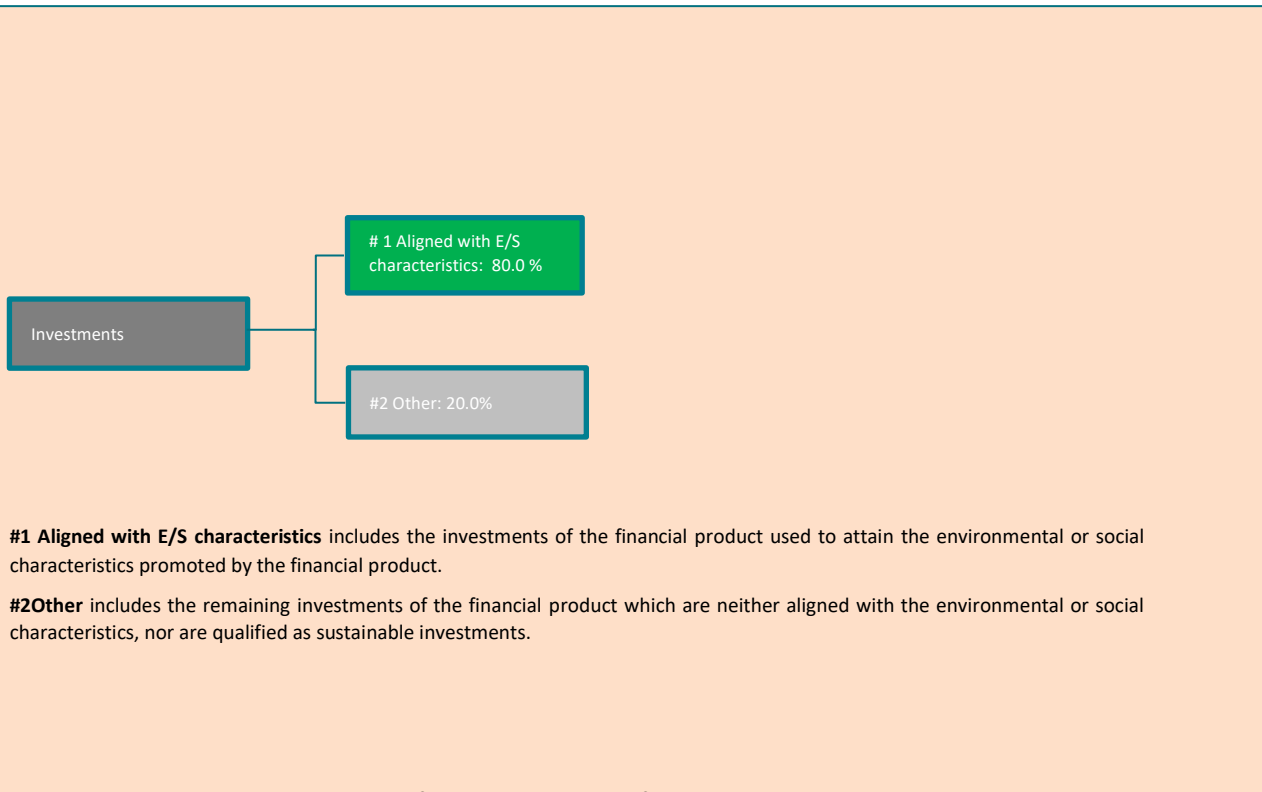 # 1 Aligned with E/S
characteristics:  80.0 %
Investments
#2 Other: 20.0%
#1 Aligned with E/S characteristics includes the investments of the financial product used to attain the environmental or social
characteristics promoted by the financial product.
#2Other includes the remaining investments of the financial product which are neither aligned with the environmental or social
characteristics, nor are qualified as sustainable investments.